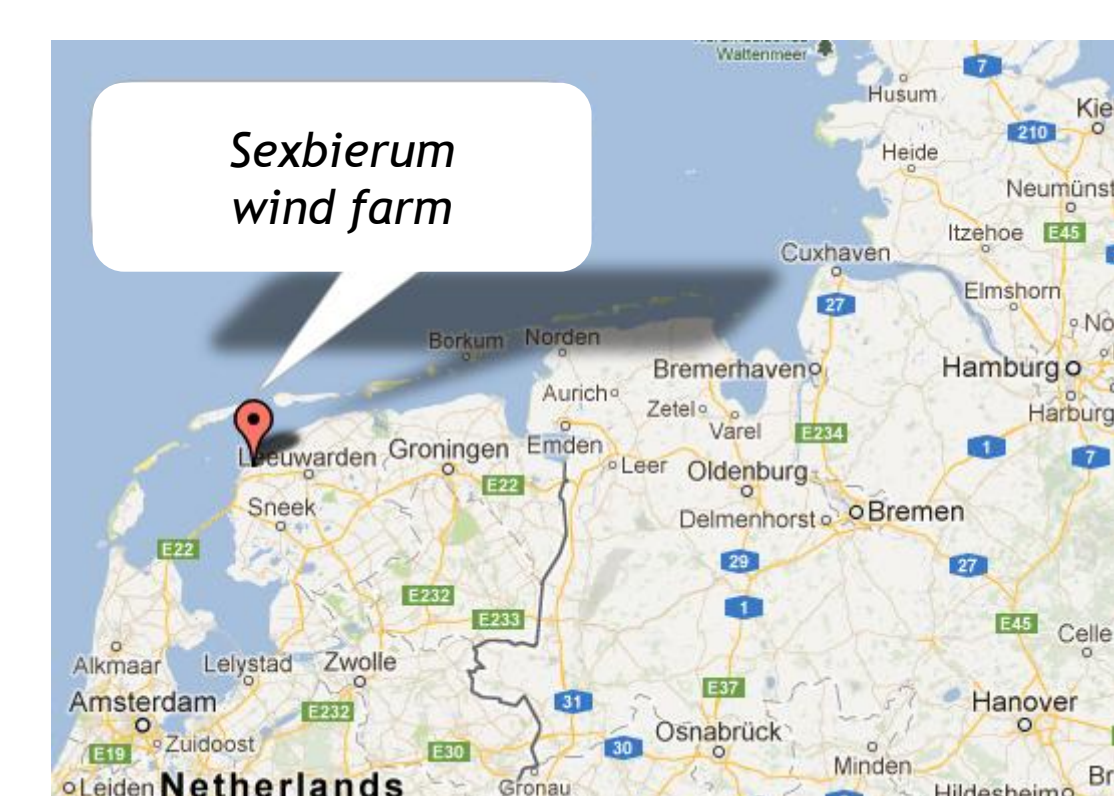 Wattenmeer
7
Husum
Kie
210
Heide
Neumünst
Sexbierum
wind farm
Itzehoe
E45
Cuxhaven
Elmshorn
27
No
Borkum
Norden
Bremerhaven
Hamburg
Aurich
Zetel
Harburg
Varel
E234
Groningen
Emden
1
7
Leeuwarden
Leer
Oldenburg
E22
Sneek
Delmenhorst
Bremen
E22
29
27
E232
1
E233
E45
Celle
Alkmaar
Lelystad
Zwolle
E37
Amsterdam
31
Hanover
E232
Osnabrück
Zuidoost
E19
E30
30
Minden
Leiden
Netherlands
Gronau
Hildesheim
Br